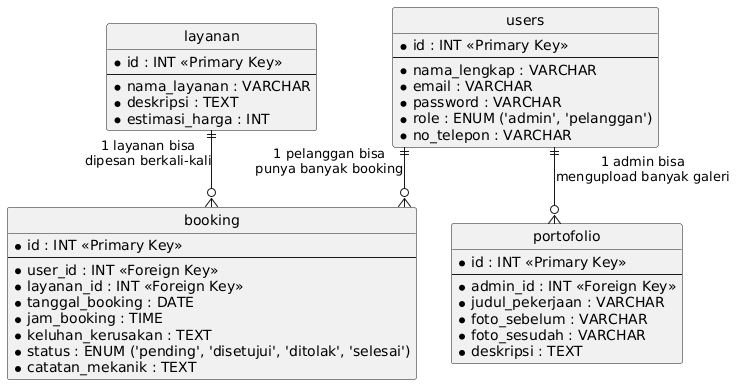 layanan
id : INT «Primary Key»
nama_layanan : VARCHAR
deskripsi : TEXT
estimasi_harga : INT
users
id : INT «Primary Key»
nama_lengkap : VARCHAR
email : VARCHAR
password : VARCHAR
role : ENUM ('admin', 'pelanggan')
no_telepon : VARCHAR
1 layanan bisa
dipesan berkali-kali
1 pelanggan bisa
punya banyak booking
1 admin bisa
mengupload banyak galeri
booking
id : INT «Primary Key»
user_id : INT «Foreign Key»
layanan_id : INT «Foreign Key»
tanggal_booking : DATE
jam_booking : TIME
keluhan_kerusakan : TEXT
status : ENUM ('pending', 'disetujui', 'ditolak', 'selesai')
catatan_mekanik : TEXT
portofolio
id : INT «Primary Key»
admin_id : INT «Foreign Key»
judul_pekerjaan : VARCHAR
foto_sebelum : VARCHAR
foto_sesudah : VARCHAR
deskripsi : TEXT